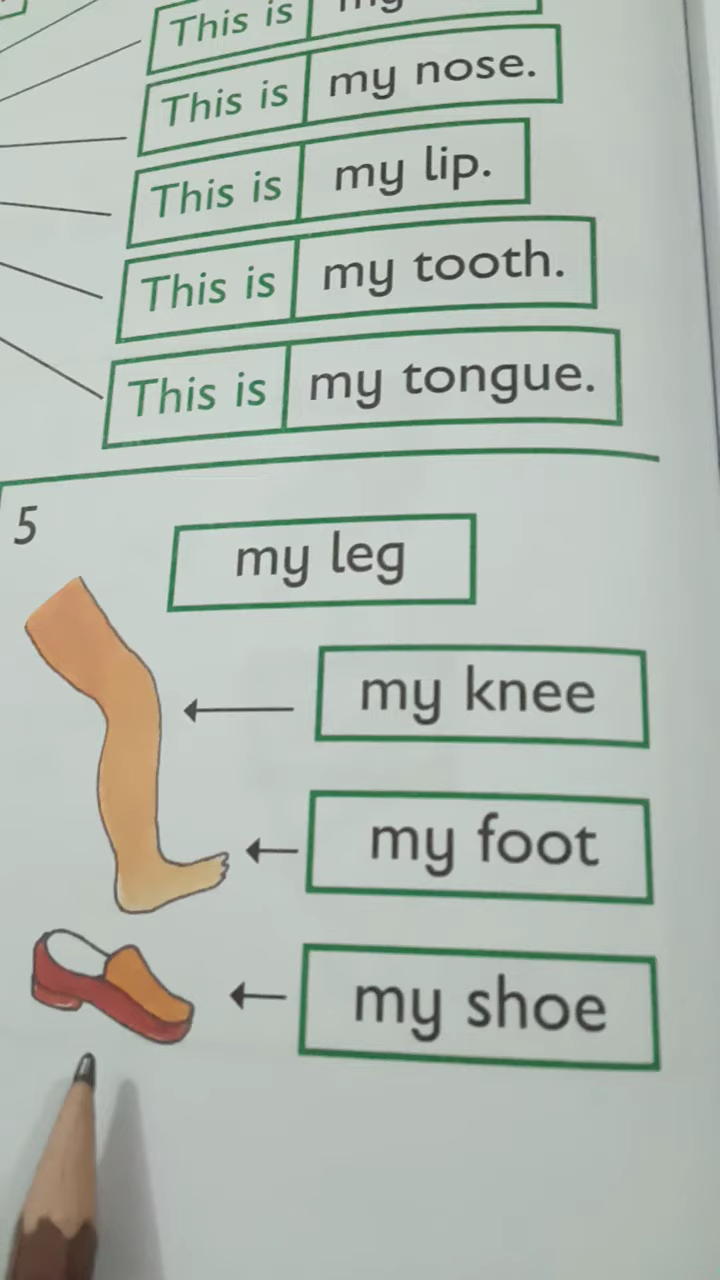 This is my
This is my nose.
This is my lip.
This is my tooth.
This is my tongue.
5
my leg
my knee
my foot
my shoe